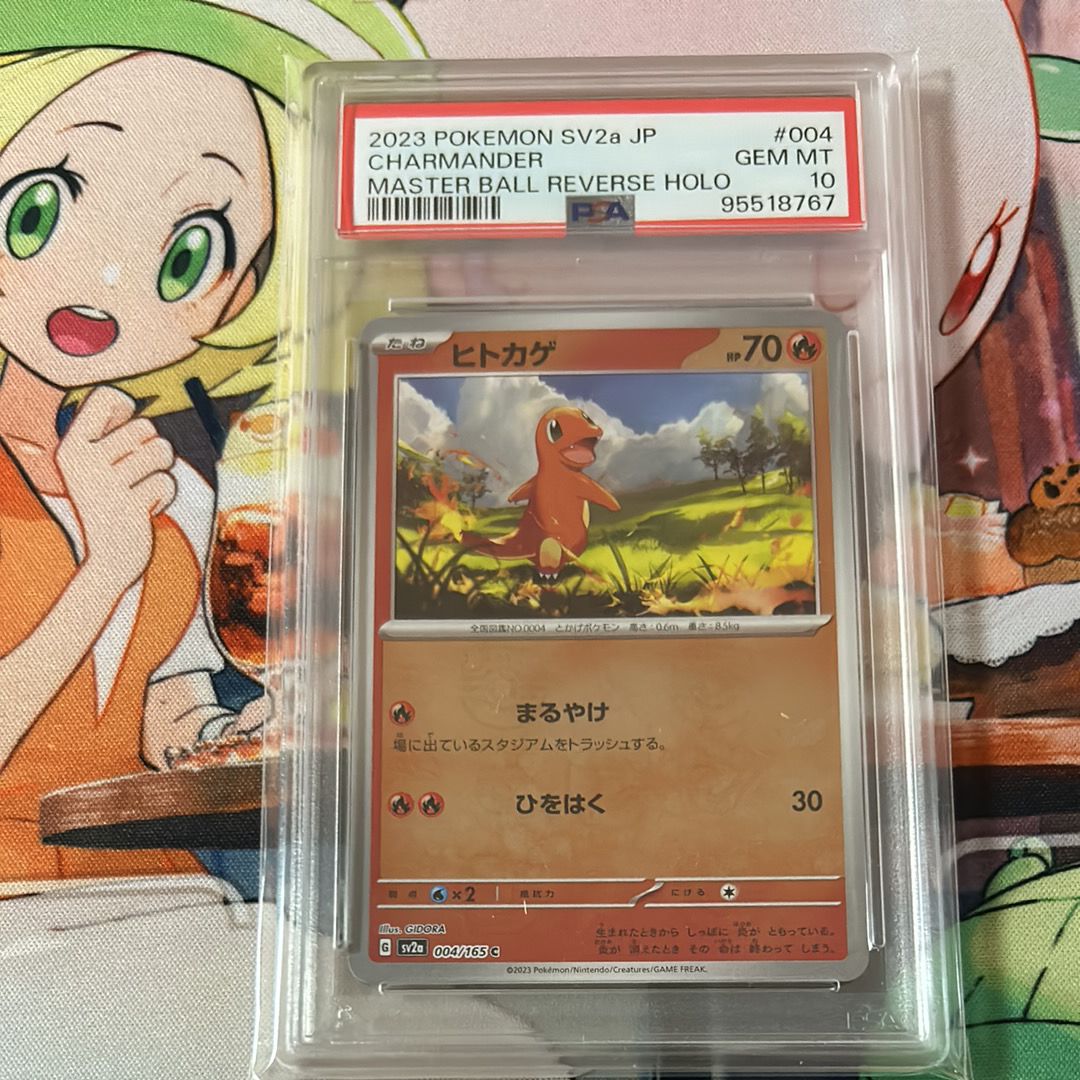 2023 POKEMON SV2a JP #004
CHARMANDER GEM MT
MASTER BALL REVERSE HOLO 10
PSA 95518767
たね ヒトカゲ HP70
全国図鑑NO.0004 とかげポケモン 高さ:0.6m 重さ:8.5kg
まるやけ
場に出ているスタジアムをトラッシュする。
ひをはく 30
弱点 ×2 抵抗力 にげる
Illus. GIDORA
G sv2a 004/165 C
生まれたときから しっぽに 炎が ともっている。
炎が 消えたとき その 命は 終わって しまう。
©2023 Pokémon/Nintendo/Creatures/GAME FREAK.